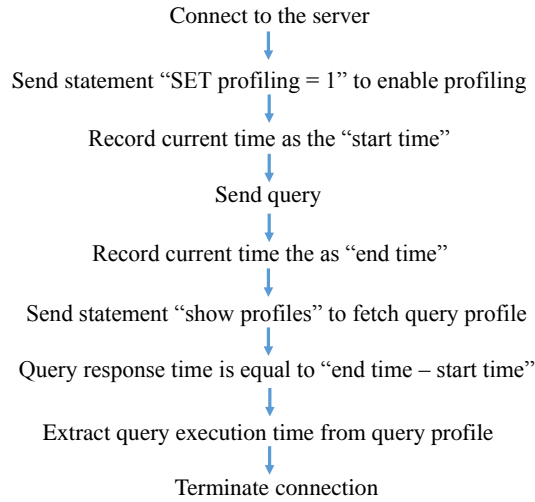 Connect to the server
Send statement “SET profiling = 1” to enable profiling
Record current time as the “start time”
Send query
Record current time the as “end time”
Send statement “show profiles” to fetch query profile
Query response time is equal to “end time – start time”
Extract query execution time from query profile
Terminate connection